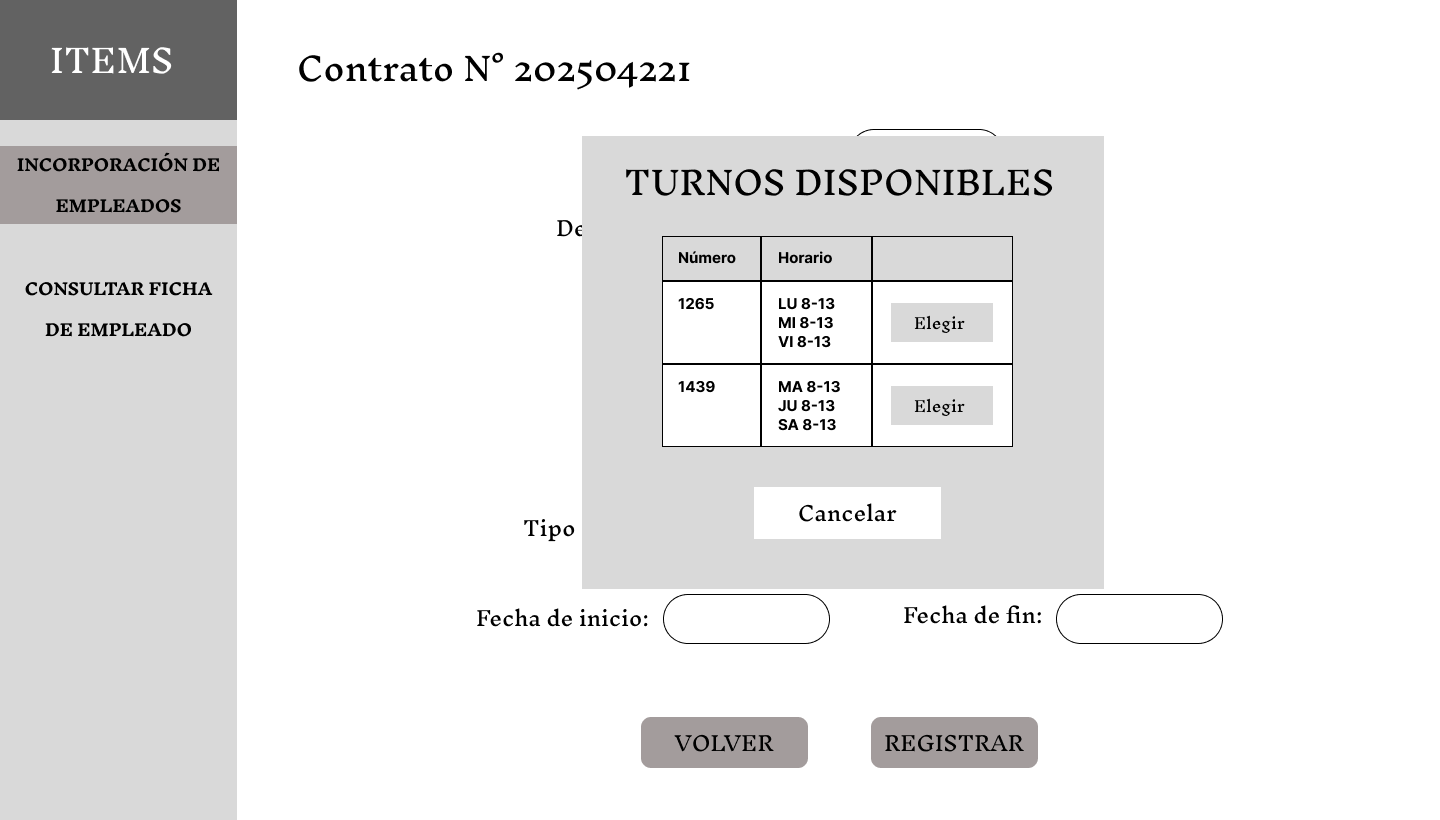 ITEMS
INCORPORACIÓN DE
EMPLEADOS
CONSULTAR FICHA
DE EMPLEADO
Contrato N° 202504221
De
Tipo
TURNOS DISPONIBLES
Número Horario
1265 LU 8-13
MI 8-13
VI 8-13
Elegir
1439 MA 8-13
JU 8-13
SA 8-13
Elegir
Cancelar
Fecha de inicio: Fecha de fin:
VOLVER REGISTRAR